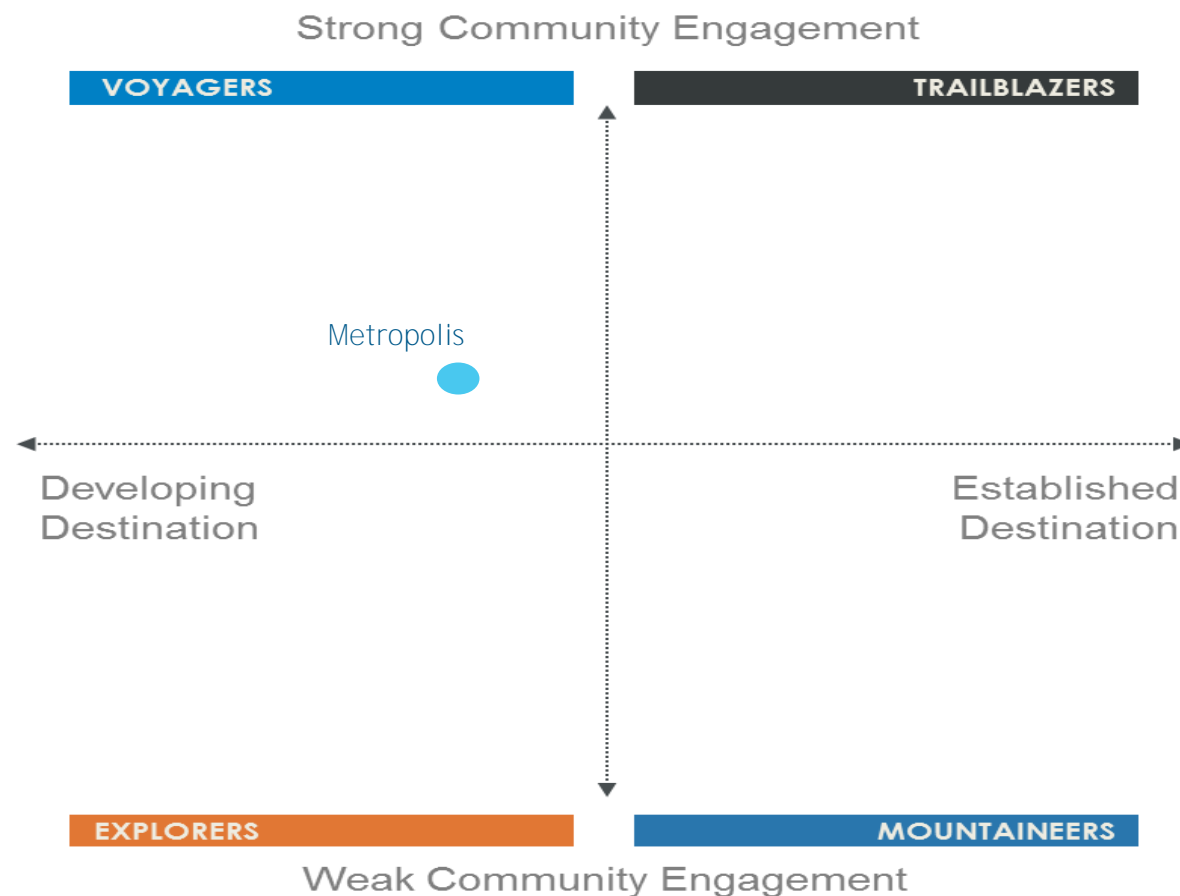 Strong Community Engagement
VOYAGERS
TRAILBLAZERS
Metropolis
Developing
Destination
Established
Destination
EXPLORERS
MOUNTAINEERS
Weak Community Engagement